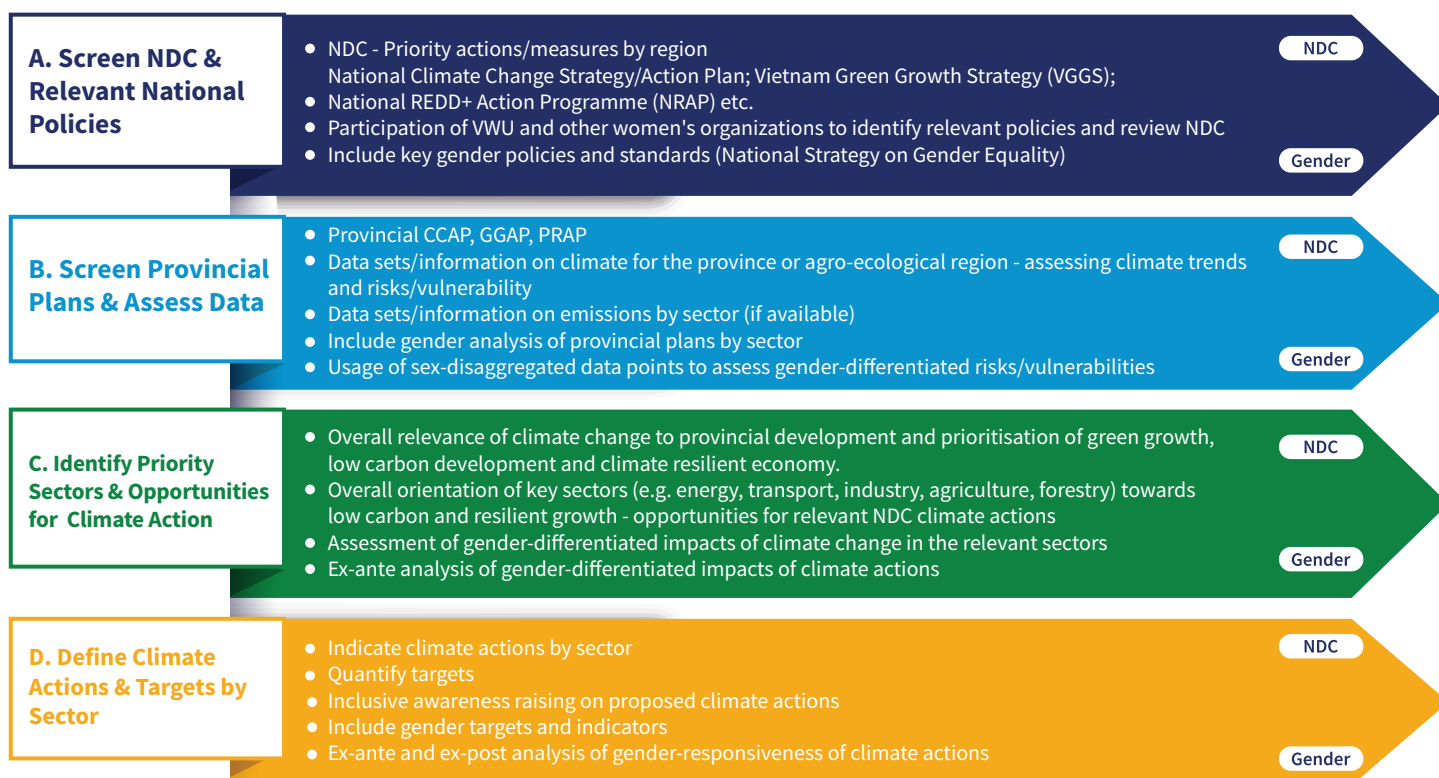 A. Screen NDC &
Relevant National
Policies
NDC - Priority actions/measures by region
National Climate Change Strategy/Action Plan; Vietnam Green Growth Strategy (VGGS);
National REDD+ Action Programme (NRAP) etc.
Participation of VWU and other women's organizations to identify relevant policies and review NDC
Include key gender policies and standards (National Strategy on Gender Equality)
NDC
Gender
B. Screen Provincial
Plans & Assess Data
Provincial CCAP, GGAP, PRAP
Data sets/information on climate for the province or agro-ecological region - assessing climate trends
and risks/vulnerability
Data sets/information on emissions by sector (if available)
Include gender analysis of provincial plans by sector
Usage of sex-disaggregated data points to assess gender-differentiated risks/vulnerabilities
NDC
Gender
C. Identify Priority
Sectors & Opportunities
for Climate Action
Overall relevance of climate change to provincial development and prioritisation of green growth,
low carbon development and climate resilient economy.
Overall orientation of key sectors (e.g. energy, transport, industry, agriculture, forestry) towards
low carbon and resilient growth - opportunities for relevant NDC climate actions
Assessment of gender-differentiated impacts of climate change in the relevant sectors
Ex-ante analysis of gender-differentiated impacts of climate actions
NDC
Gender
D. Define Climate
Actions & Targets by
Sector
Indicate climate actions by sector
Quantify targets
Inclusive awareness raising on proposed climate actions
Include gender targets and indicators
Ex-ante and ex-post analysis of gender-responsiveness of climate actions
NDC
Gender